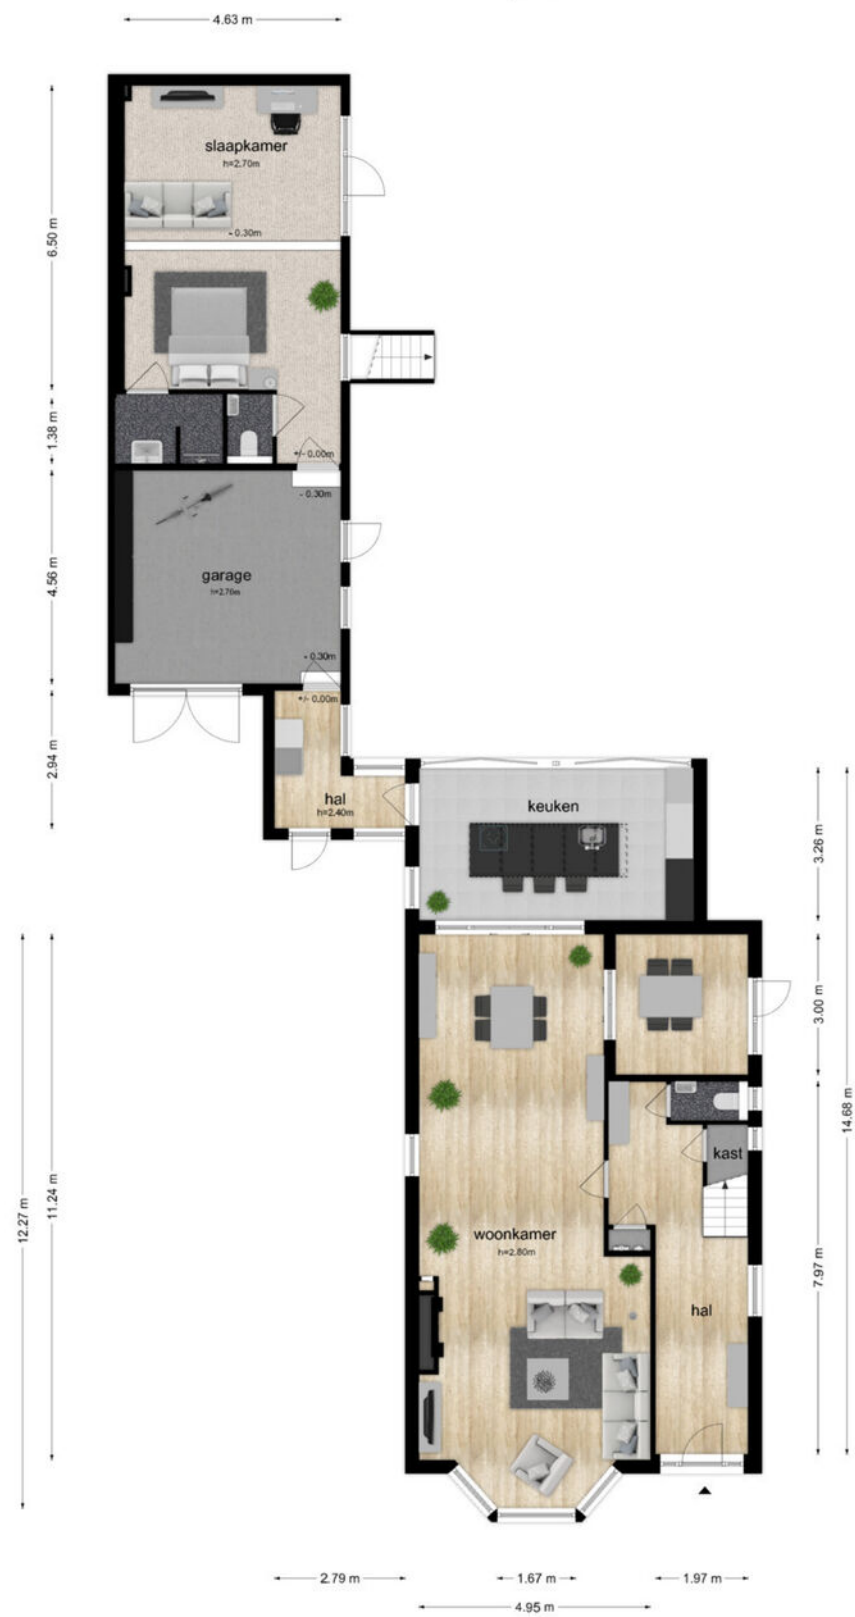 4.63 m
slaapkamer
h=2.70m
- 0.30m
6.50 m
1.38 m
+/- 0.00m
- 0.30m
4.56 m
garage
h=2.76m
- 0.30m
+/- 0.00m
2.94 m
hal
h=2.40m
keuken
3.26 m
3.00 m
14.68 m
kast
12.27 m
11.24 m
woonkamer
h=2.80m
7.97 m
hal
2.79 m
1.67 m
1.97 m
4.95 m